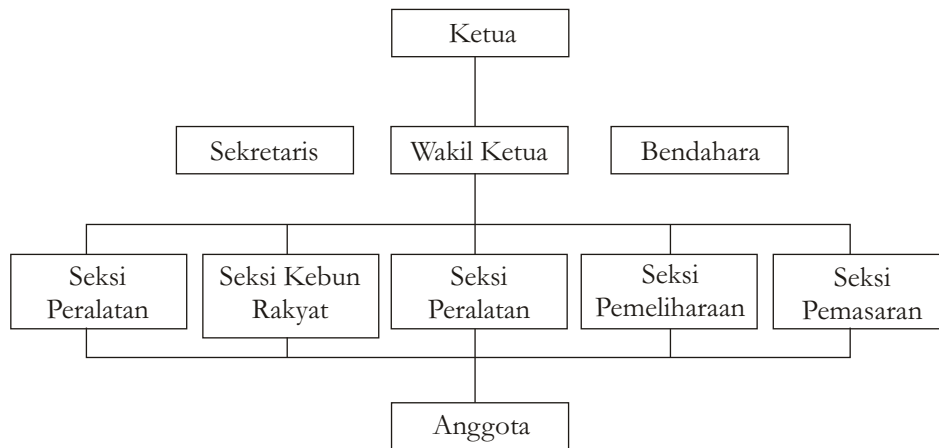 Ketua
Sekretaris
Wakil Ketua
Bendahara
Seksi
Peralatan
Seksi Kebun
Rakyat
Seksi
Peralatan
Seksi
Pemeliharaan
Seksi
Pemasaran
Anggota